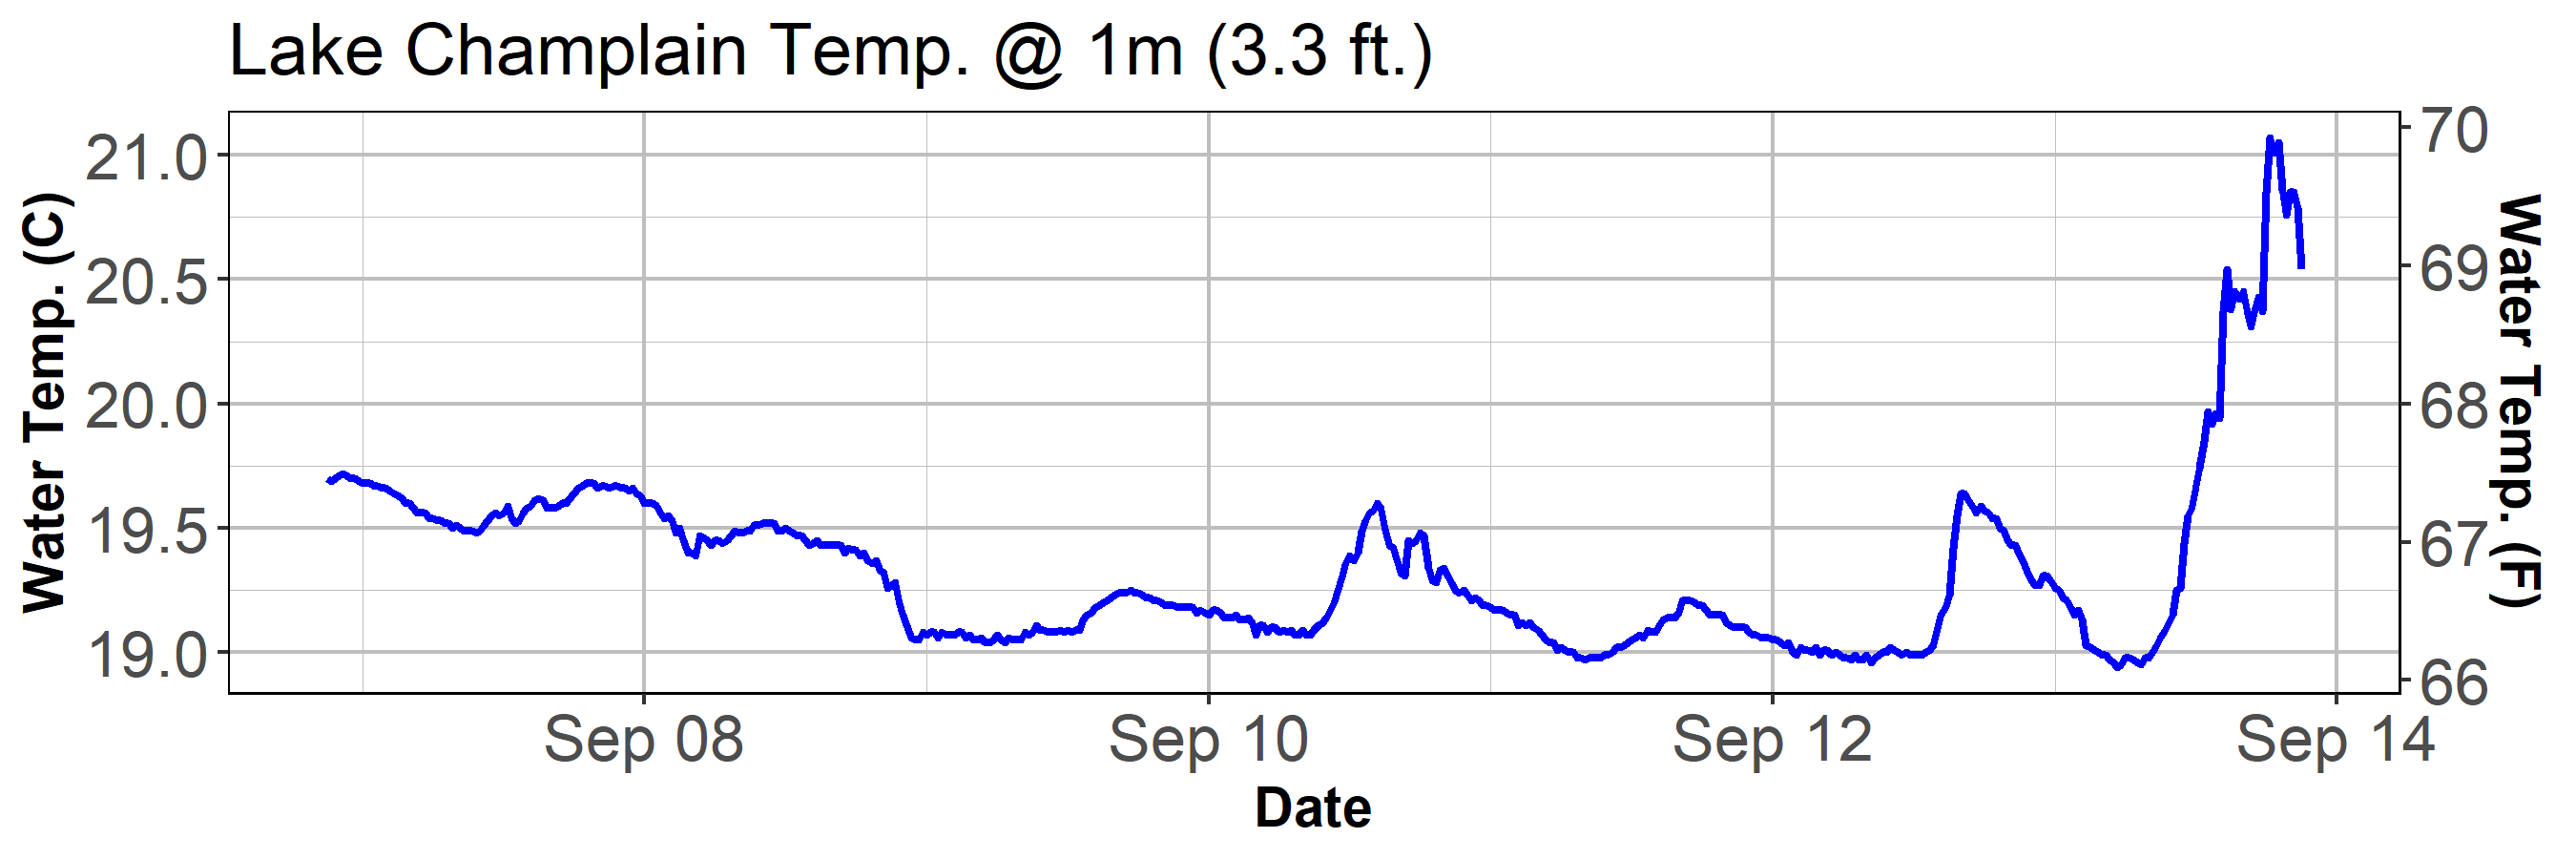 Lake Champlain Temp. @ 1m (3.3 ft.)
Water Temp. (C)
21.0
20.5
20.0
19.5
19.0
70
69
68
67
66
Water Temp. (F)
Sep 08
Sep 10
Sep 12
Sep 14
Date